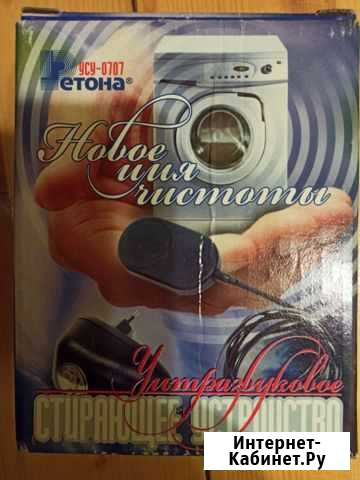 УСУ-0707
Ретона®
Новое
имя
чистоты
Ультразвуковое
СТИРАЮЩЕЕ УСТРОЙСТВО
Интернет-
Кабинет.Ру